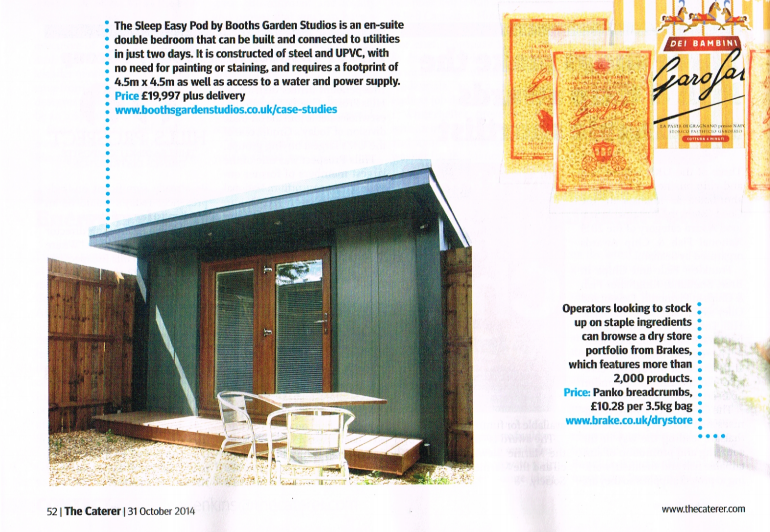 The Sleep Easy Pod by Booths Garden Studios is an en-suite
double bedroom that can be built and connected to utilities
in just two days. It is constructed of steel and UPVC, with
no need for painting or staining, and requires a footprint of
4.5m x 4.5m as well as access to a water and power supply.
Price £19,997 plus delivery
www.boothsgardenstudios.co.uk/case-studies
DEI BAMBINI
Garofalo
Operators looking to stock
up on staple ingredients
can browse a dry store
portfolio from Brakes,
which features more than
2,000 products.
Price: Panko breadcrumbs,
£10.28 per 3.5kg bag
www.brake.co.uk/drystore
52 | The Caterer | 31 October 2014
www.thecaterer.com